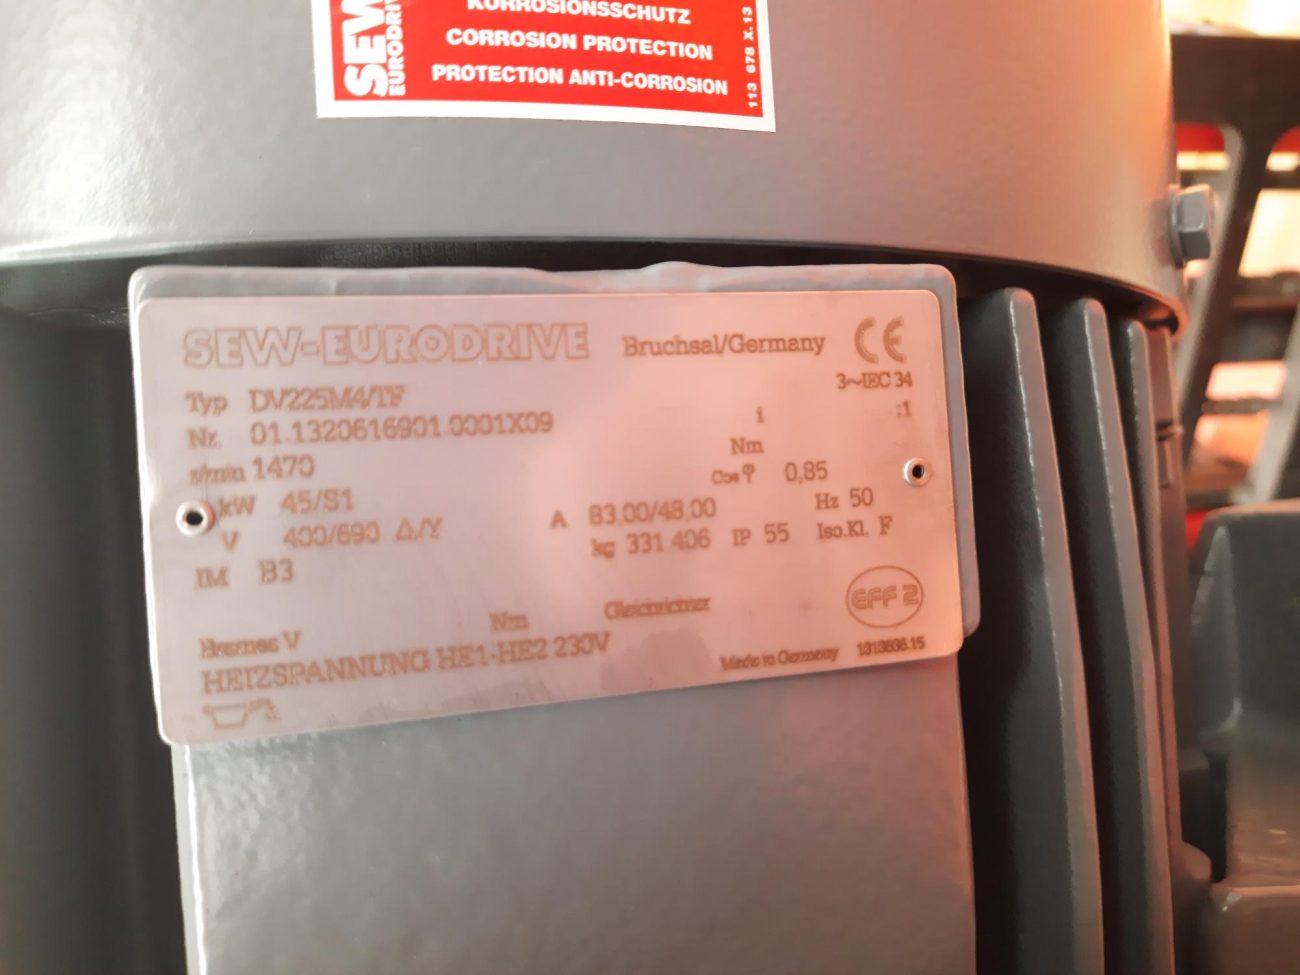 SEW
EURODRIVE
KORROSIONSSCHUTZ
CORROSION PROTECTION
PROTECTION ANTI-CORROSION
113 678 X.13
SEW-EURODRIVE Bruchsal/Germany CE
3~IEC 34
Typ DV225M4/TF
Nr. 01.1320616901.0001X09 i :1
r/min 1470 Nm
kW 45/S1 Cos φ 0,85
V 400/690 Δ/Y A 83,00/48,00 Hz 50
IM B3 kg 331.406 IP 55 Iso.Kl. F
EFF 2
Bremse V Nm
HEIZSPANNUNG HE1-HE2 230V Made in Germany